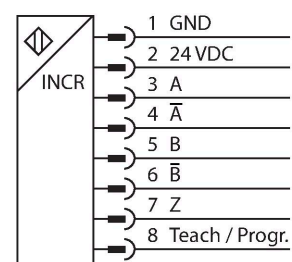 1 GND
2 24 VDC
INCR
3 A
4 A̅
5 B
6 B̅
7 Z
8 Teach / Progr.